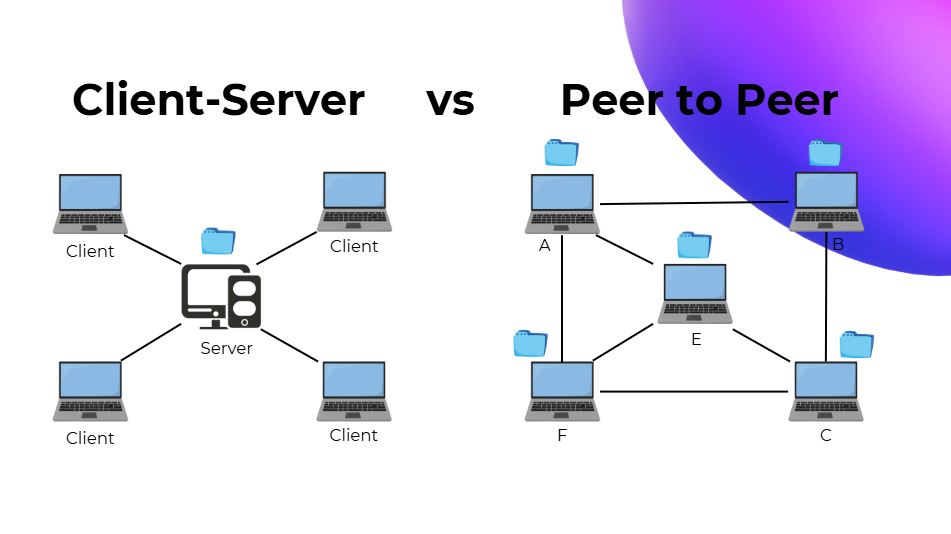 Client-Server vs Peer to Peer
Client
Client
Server
Client
Client
A
B
E
F
C